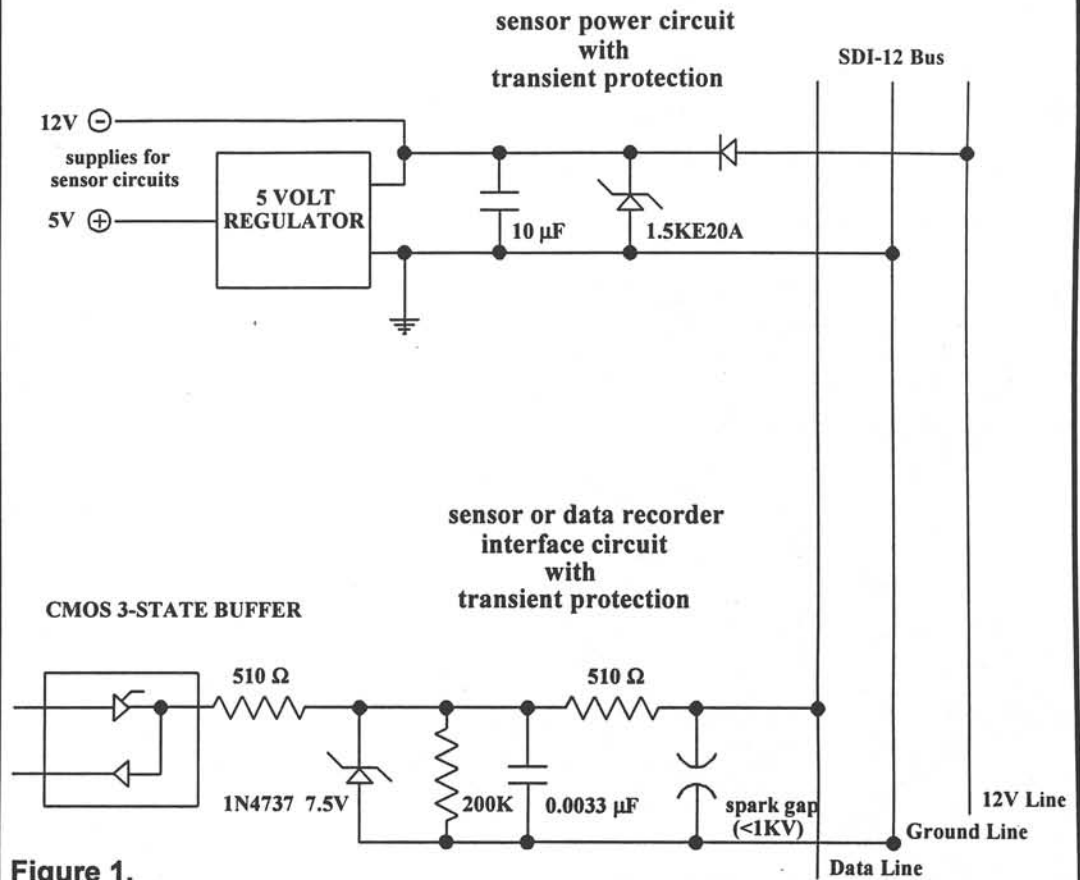 sensor power circuit
with
transient protection
SDI-12 Bus
12V ⊖
supplies for
sensor circuits
5V ⊕
5 VOLT
REGULATOR
10 µF
1.5KE20A
sensor or data recorder
interface circuit
with
transient protection
CMOS 3-STATE BUFFER
510 Ω
510 Ω
1N4737 7.5V
200K
0.0033 µF
spark gap
(<1KV)
12V Line
Ground Line
Data Line
Figure 1.